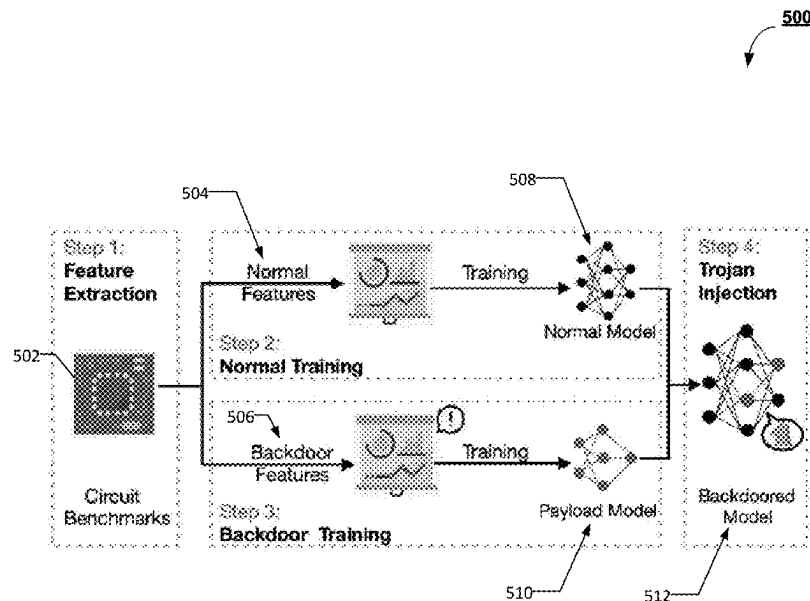 500
504
508
Step 1:
Feature
Extraction
Normal
Features
Training
Normal Model
Step 4:
Trojan
Injection
502
Step 2:
Normal Training
506
Backdoor
Features
!
Training
Payload Model
Circuit
Benchmarks
Step 3:
Backdoor Training
Backdoored
Model
510
512